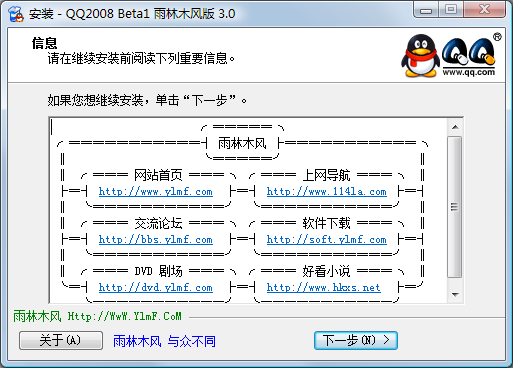 安装 - QQ2008 Beta1 雨林木风版 3.0
信息
请在继续安装前阅读下列重要信息。
www.qq.com
如果您想继续安装，单击“下一步”。
雨林木风
网站首页 上网导航
http://www.ylmf.com http://www.114la.com
交流论坛 软件下载
http://bbs.ylmf.com http://soft.ylmf.com
DVD 剧场 好看小说
http://dvd.ylmf.com http://www.hkxs.net
雨林木风 Http://WwW.YlmF.CoM
关于(A) 雨林木风 与众不同 下一步(N) >